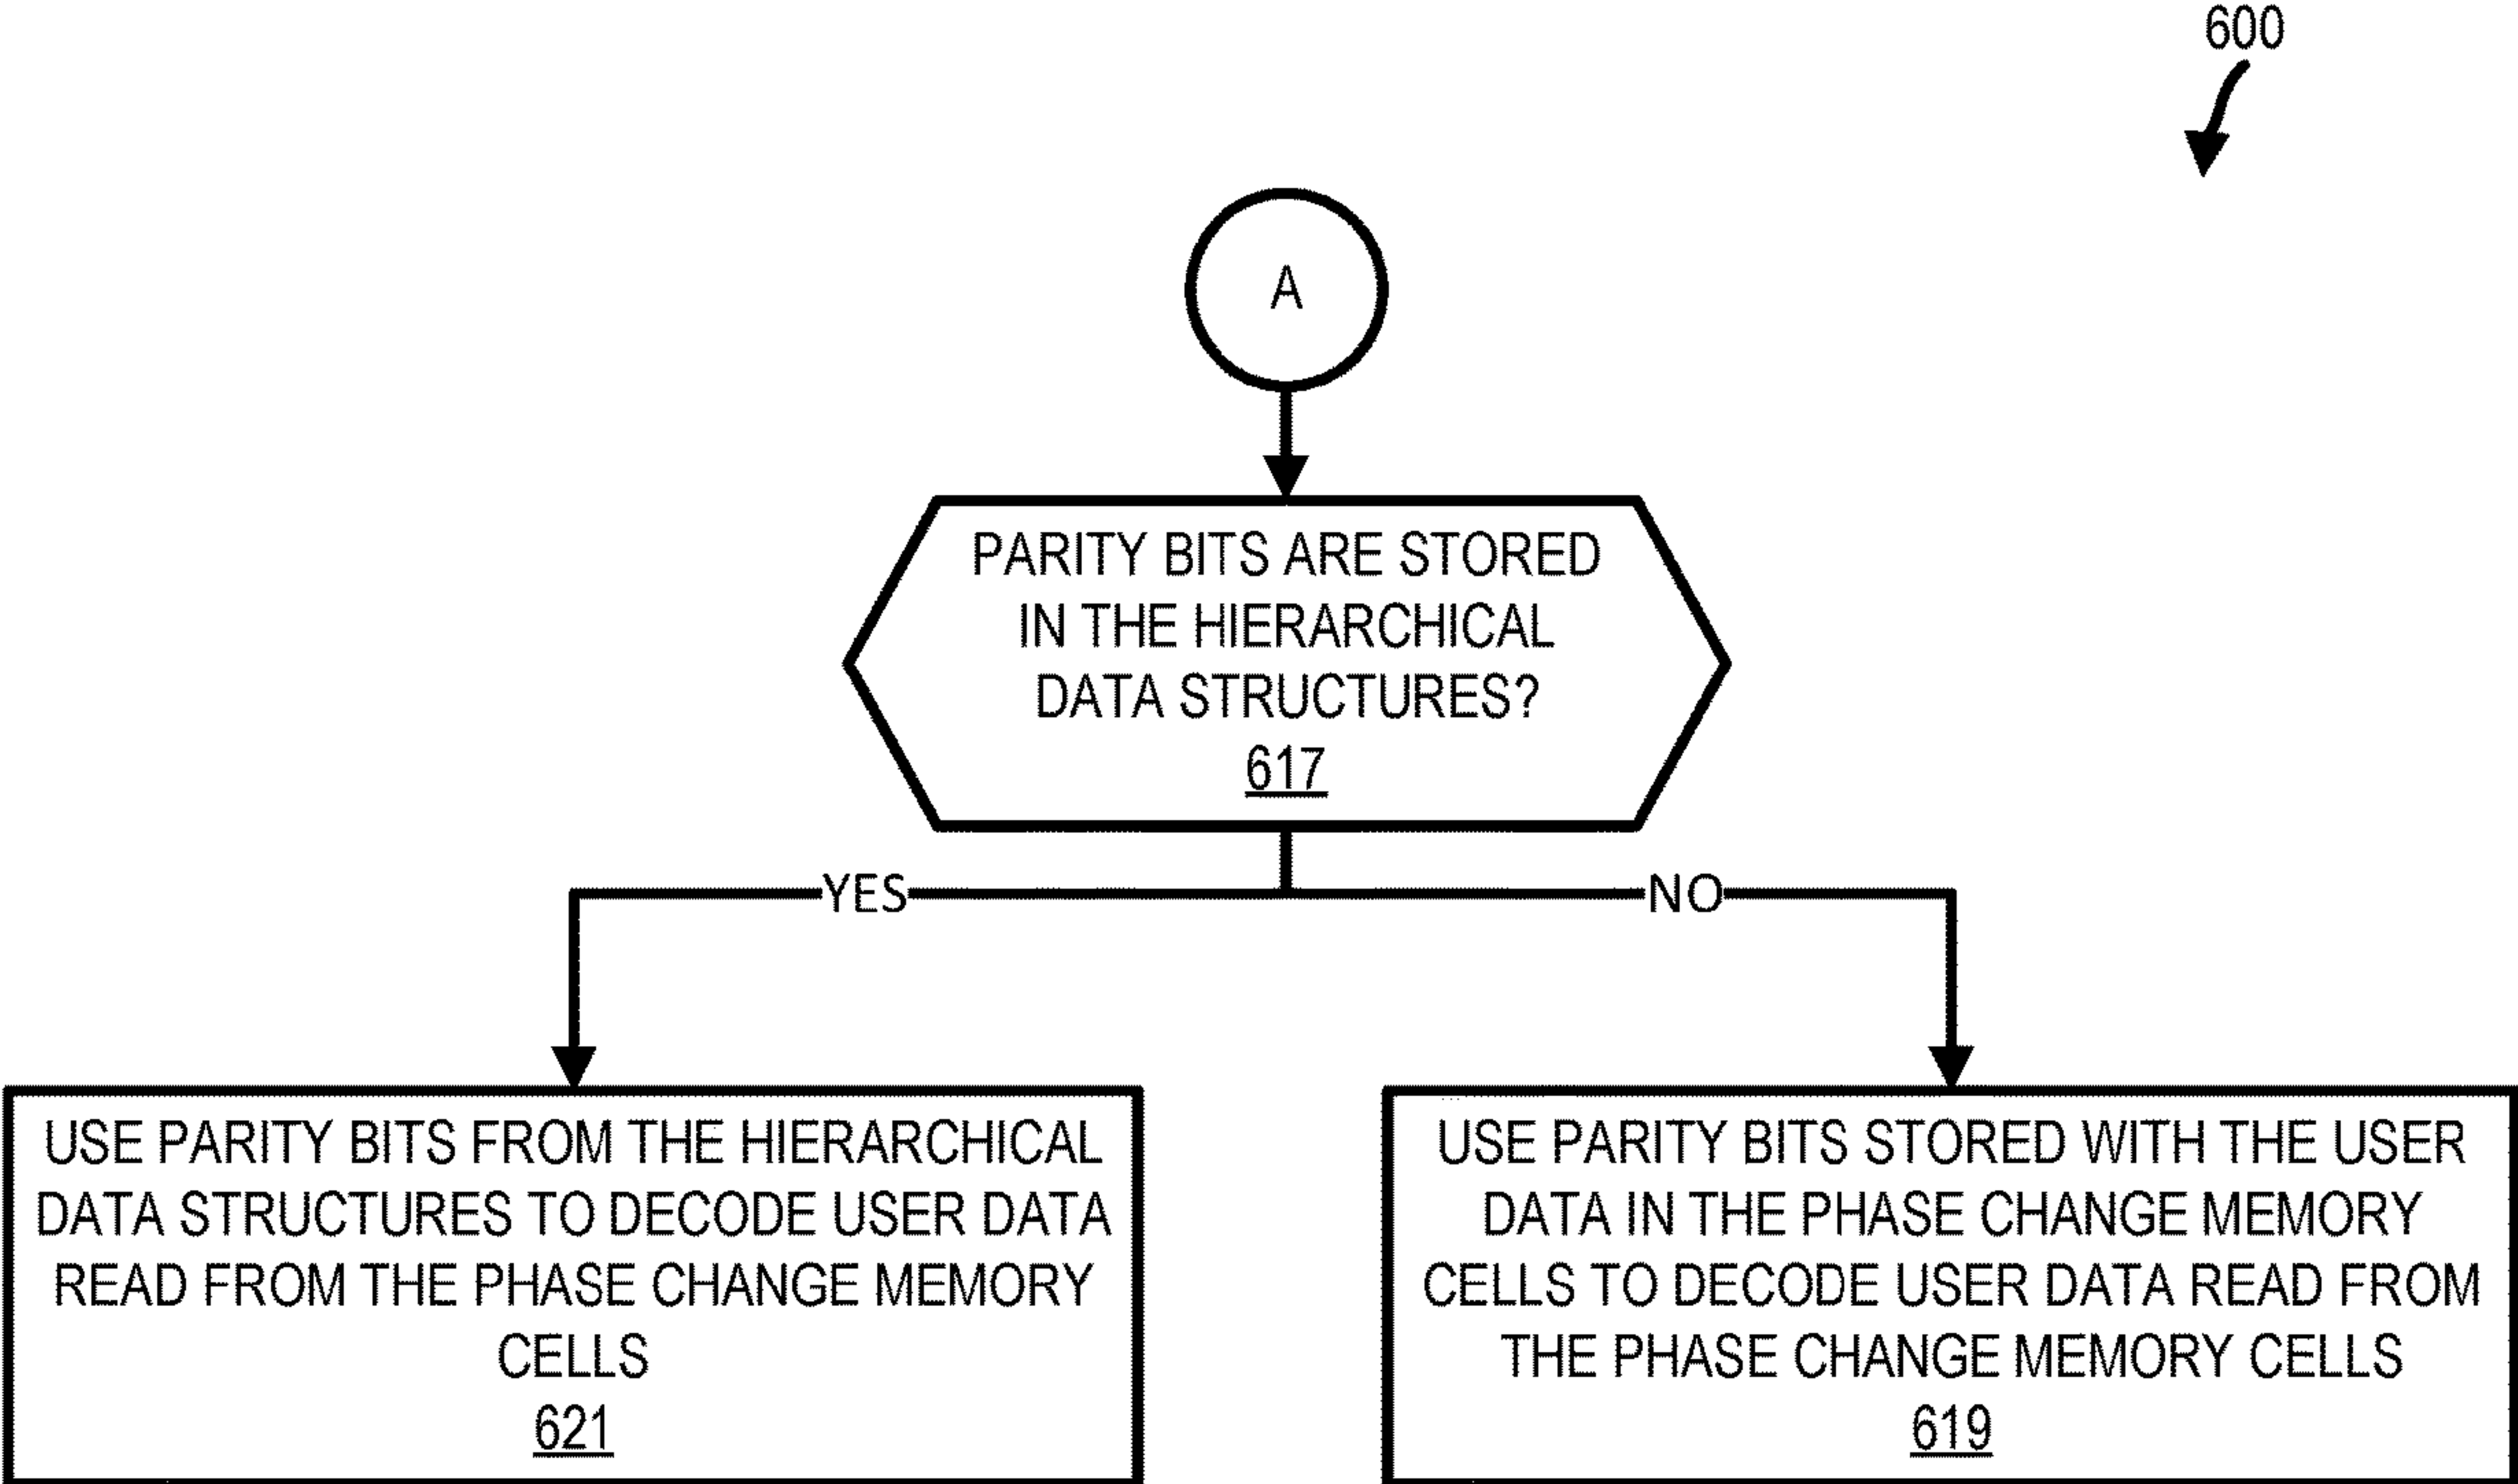 600
A
PARITY BITS ARE STORED
IN THE HIERARCHICAL
DATA STRUCTURES?
617
YES
NO
USE PARITY BITS FROM THE HIERARCHICAL
DATA STRUCTURES TO DECODE USER DATA
READ FROM THE PHASE CHANGE MEMORY
CELLS
621
USE PARITY BITS STORED WITH THE USER
DATA IN THE PHASE CHANGE MEMORY
CELLS TO DECODE USER DATA READ FROM
THE PHASE CHANGE MEMORY CELLS
619